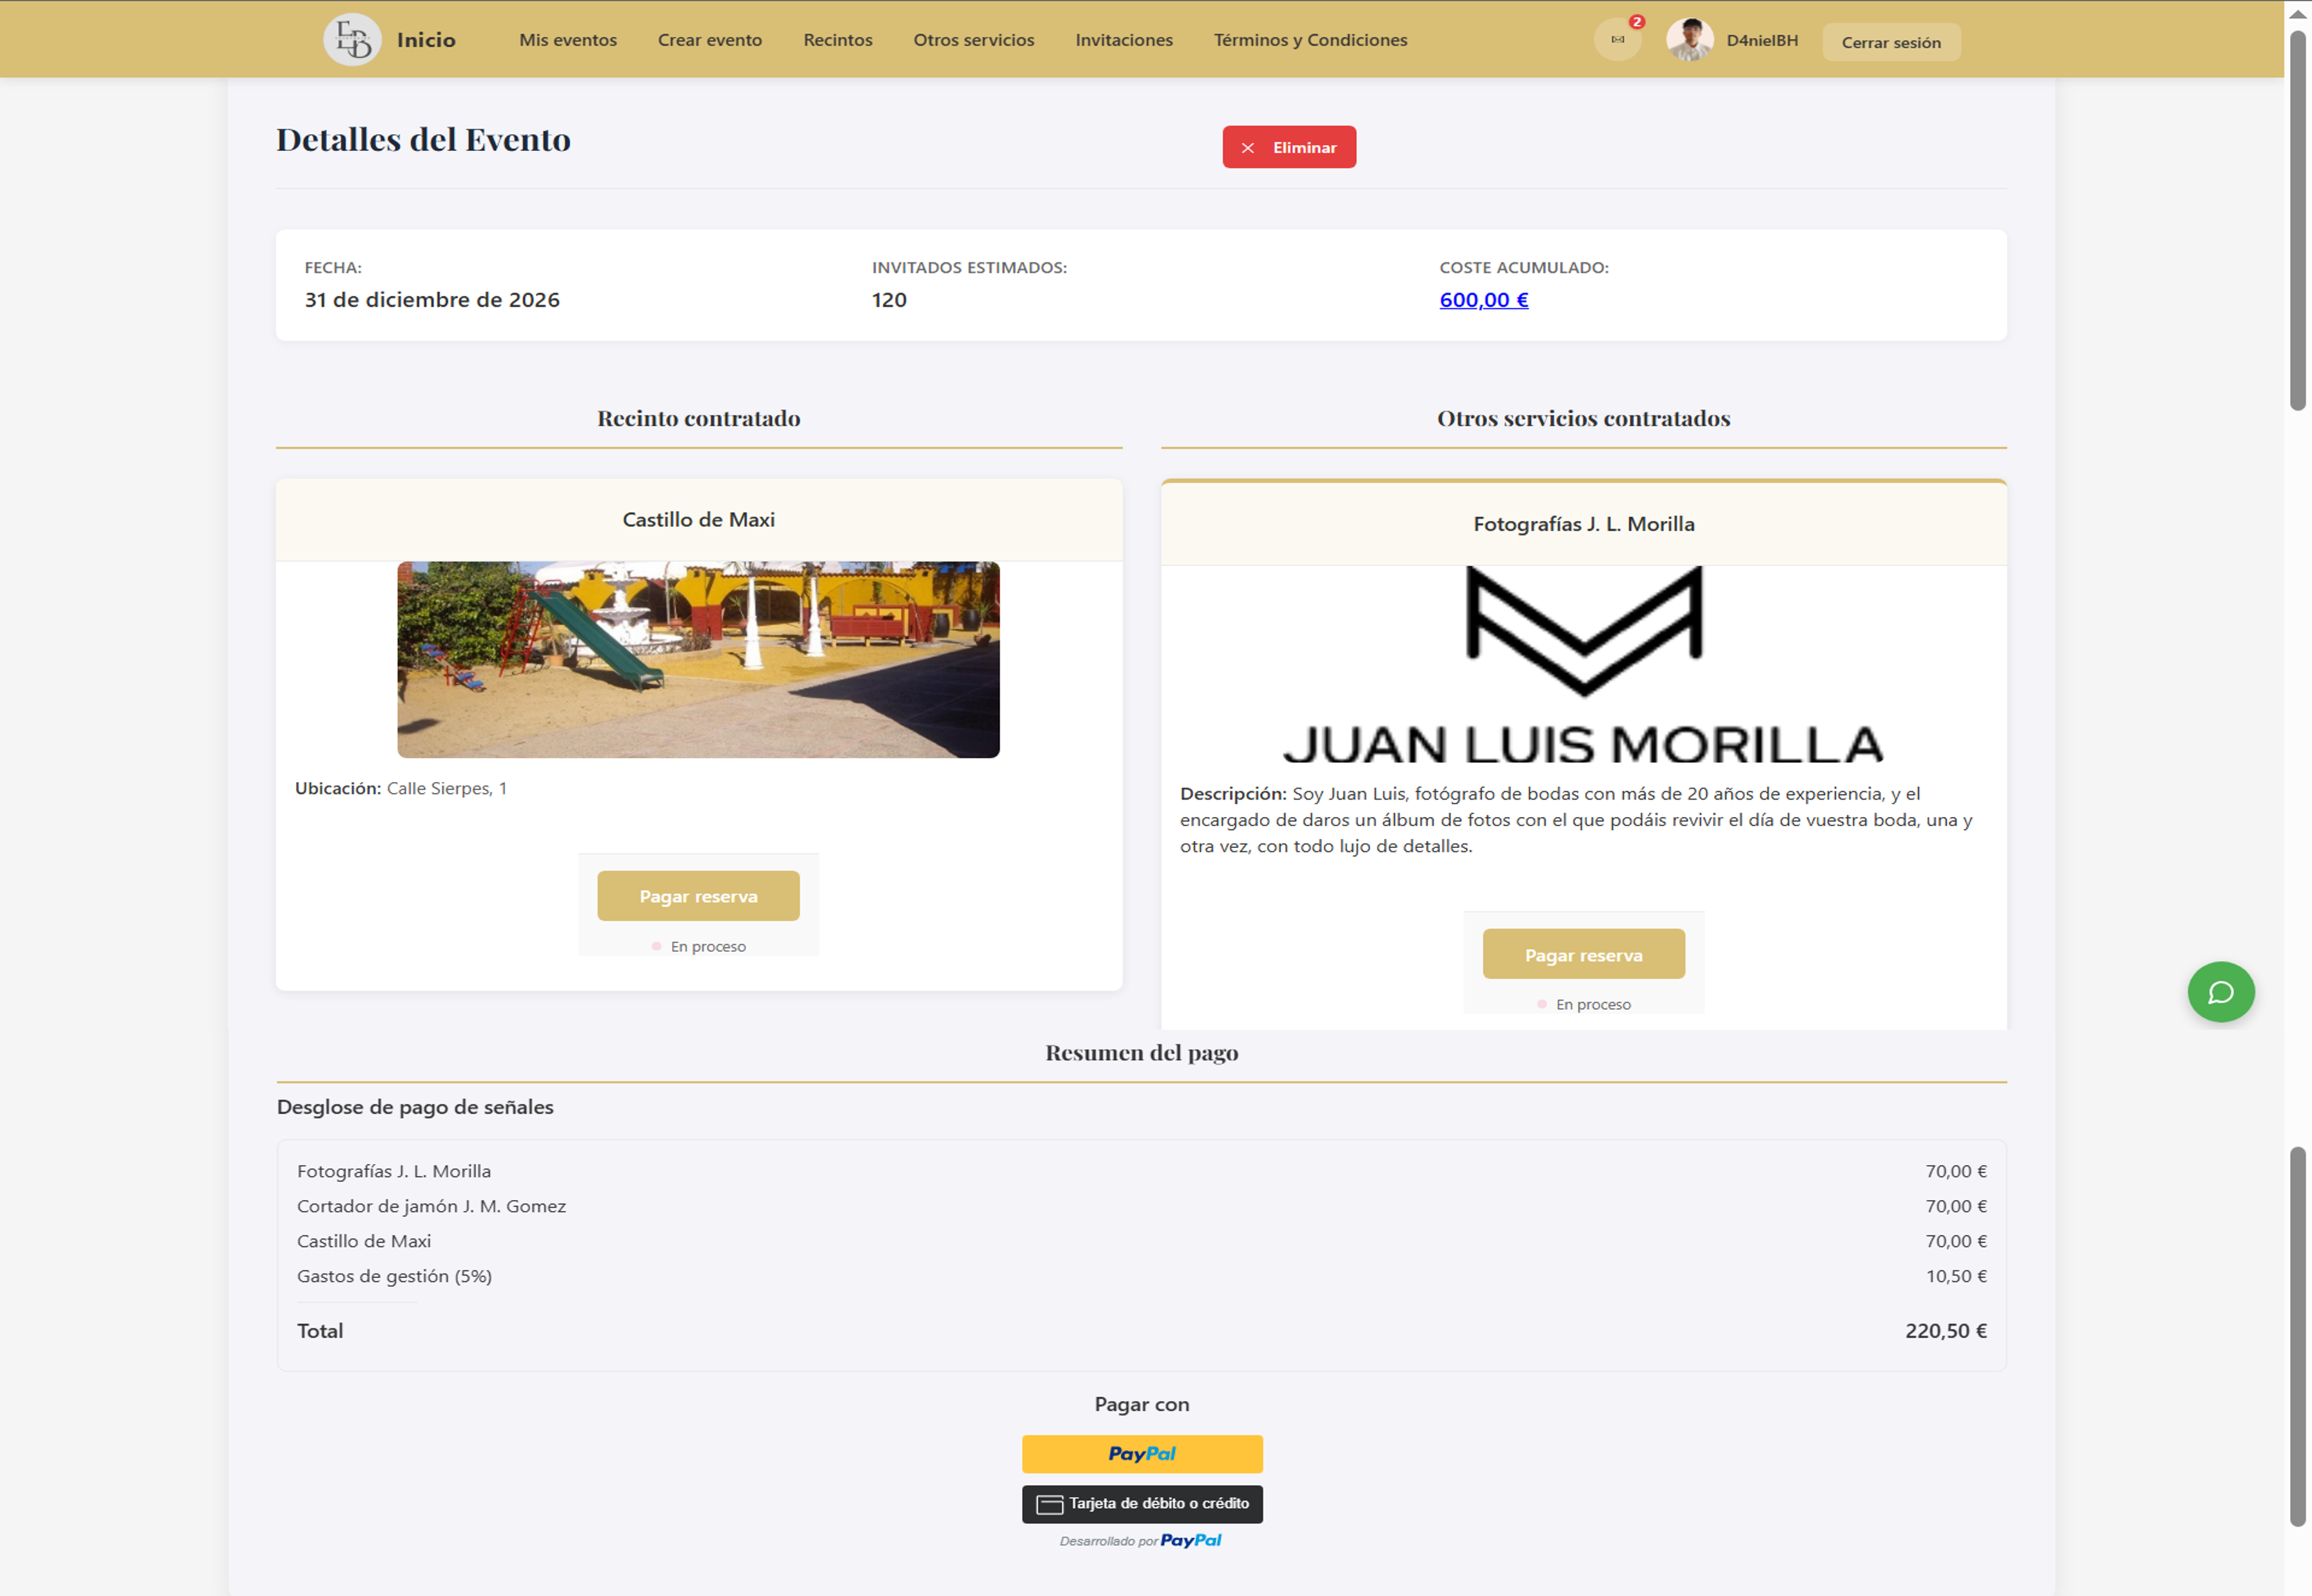 EB
Inicio
Mis eventos
Crear evento
Recintos
Otros servicios
Invitaciones
Términos y Condiciones
2
D4nielBH
Cerrar sesión
Detalles del Evento
Eliminar
FECHA:
31 de diciembre de 2026
INVITADOS ESTIMADOS:
120
COSTE ACUMULADO:
600,00 €
Recinto contratado
Castillo de Maxi
Ubicación: Calle Sierpes, 1
Pagar reserva
En proceso
Otros servicios contratados
Fotografías J. L. Morilla
JUAN LUIS MORILLA
Descripción: Soy Juan Luis, fotógrafo de bodas con más de 20 años de experiencia, y el
encargado de daros un álbum de fotos con el que podáis revivir el día de vuestra boda, una y
otra vez, con todo lujo de detalles.
Pagar reserva
En proceso
Resumen del pago
Desglose de pago de señales
Fotografías J. L. Morilla 70,00 €
Cortador de jamón J. M. Gomez 70,00 €
Castillo de Maxi 70,00 €
Gastos de gestión (5%) 10,50 €
Total 220,50 €
Pagar con
PayPal
Tarjeta de débito o crédito
Desarrollado por PayPal